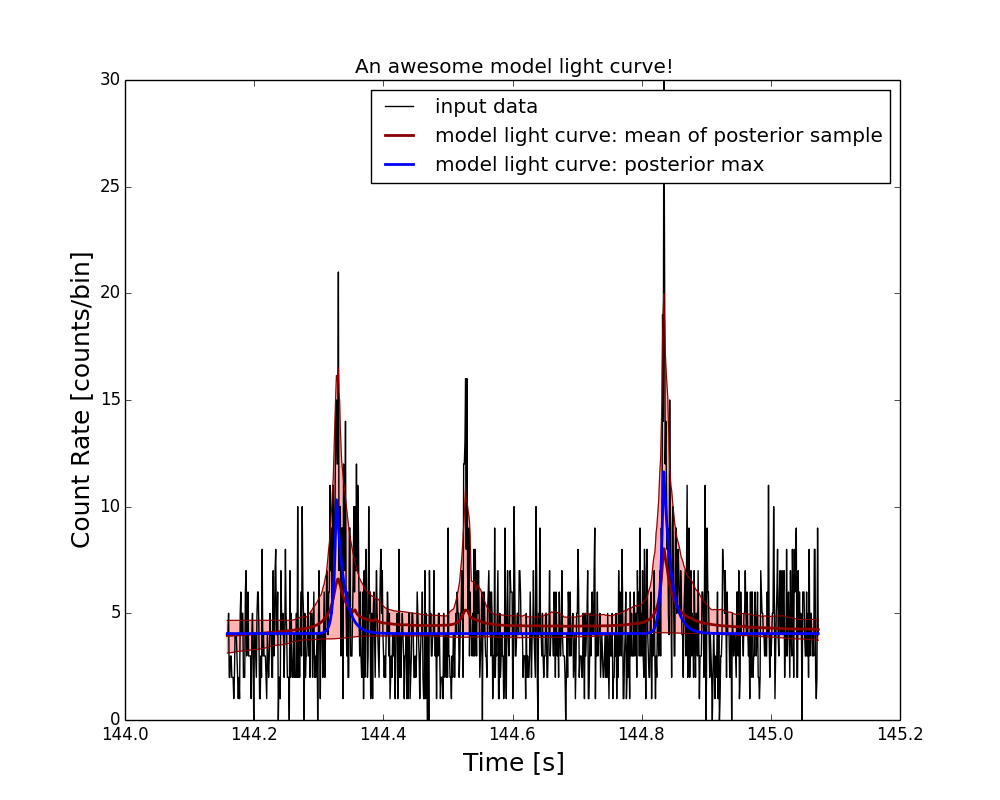 An awesome model light curve!
input data
model light curve: mean of posterior sample
model light curve: posterior max
Count Rate [counts/bin]
30
25
20
15
10
5
0
144.0 144.2 144.4 144.6 144.8 145.0 145.2
Time [s]